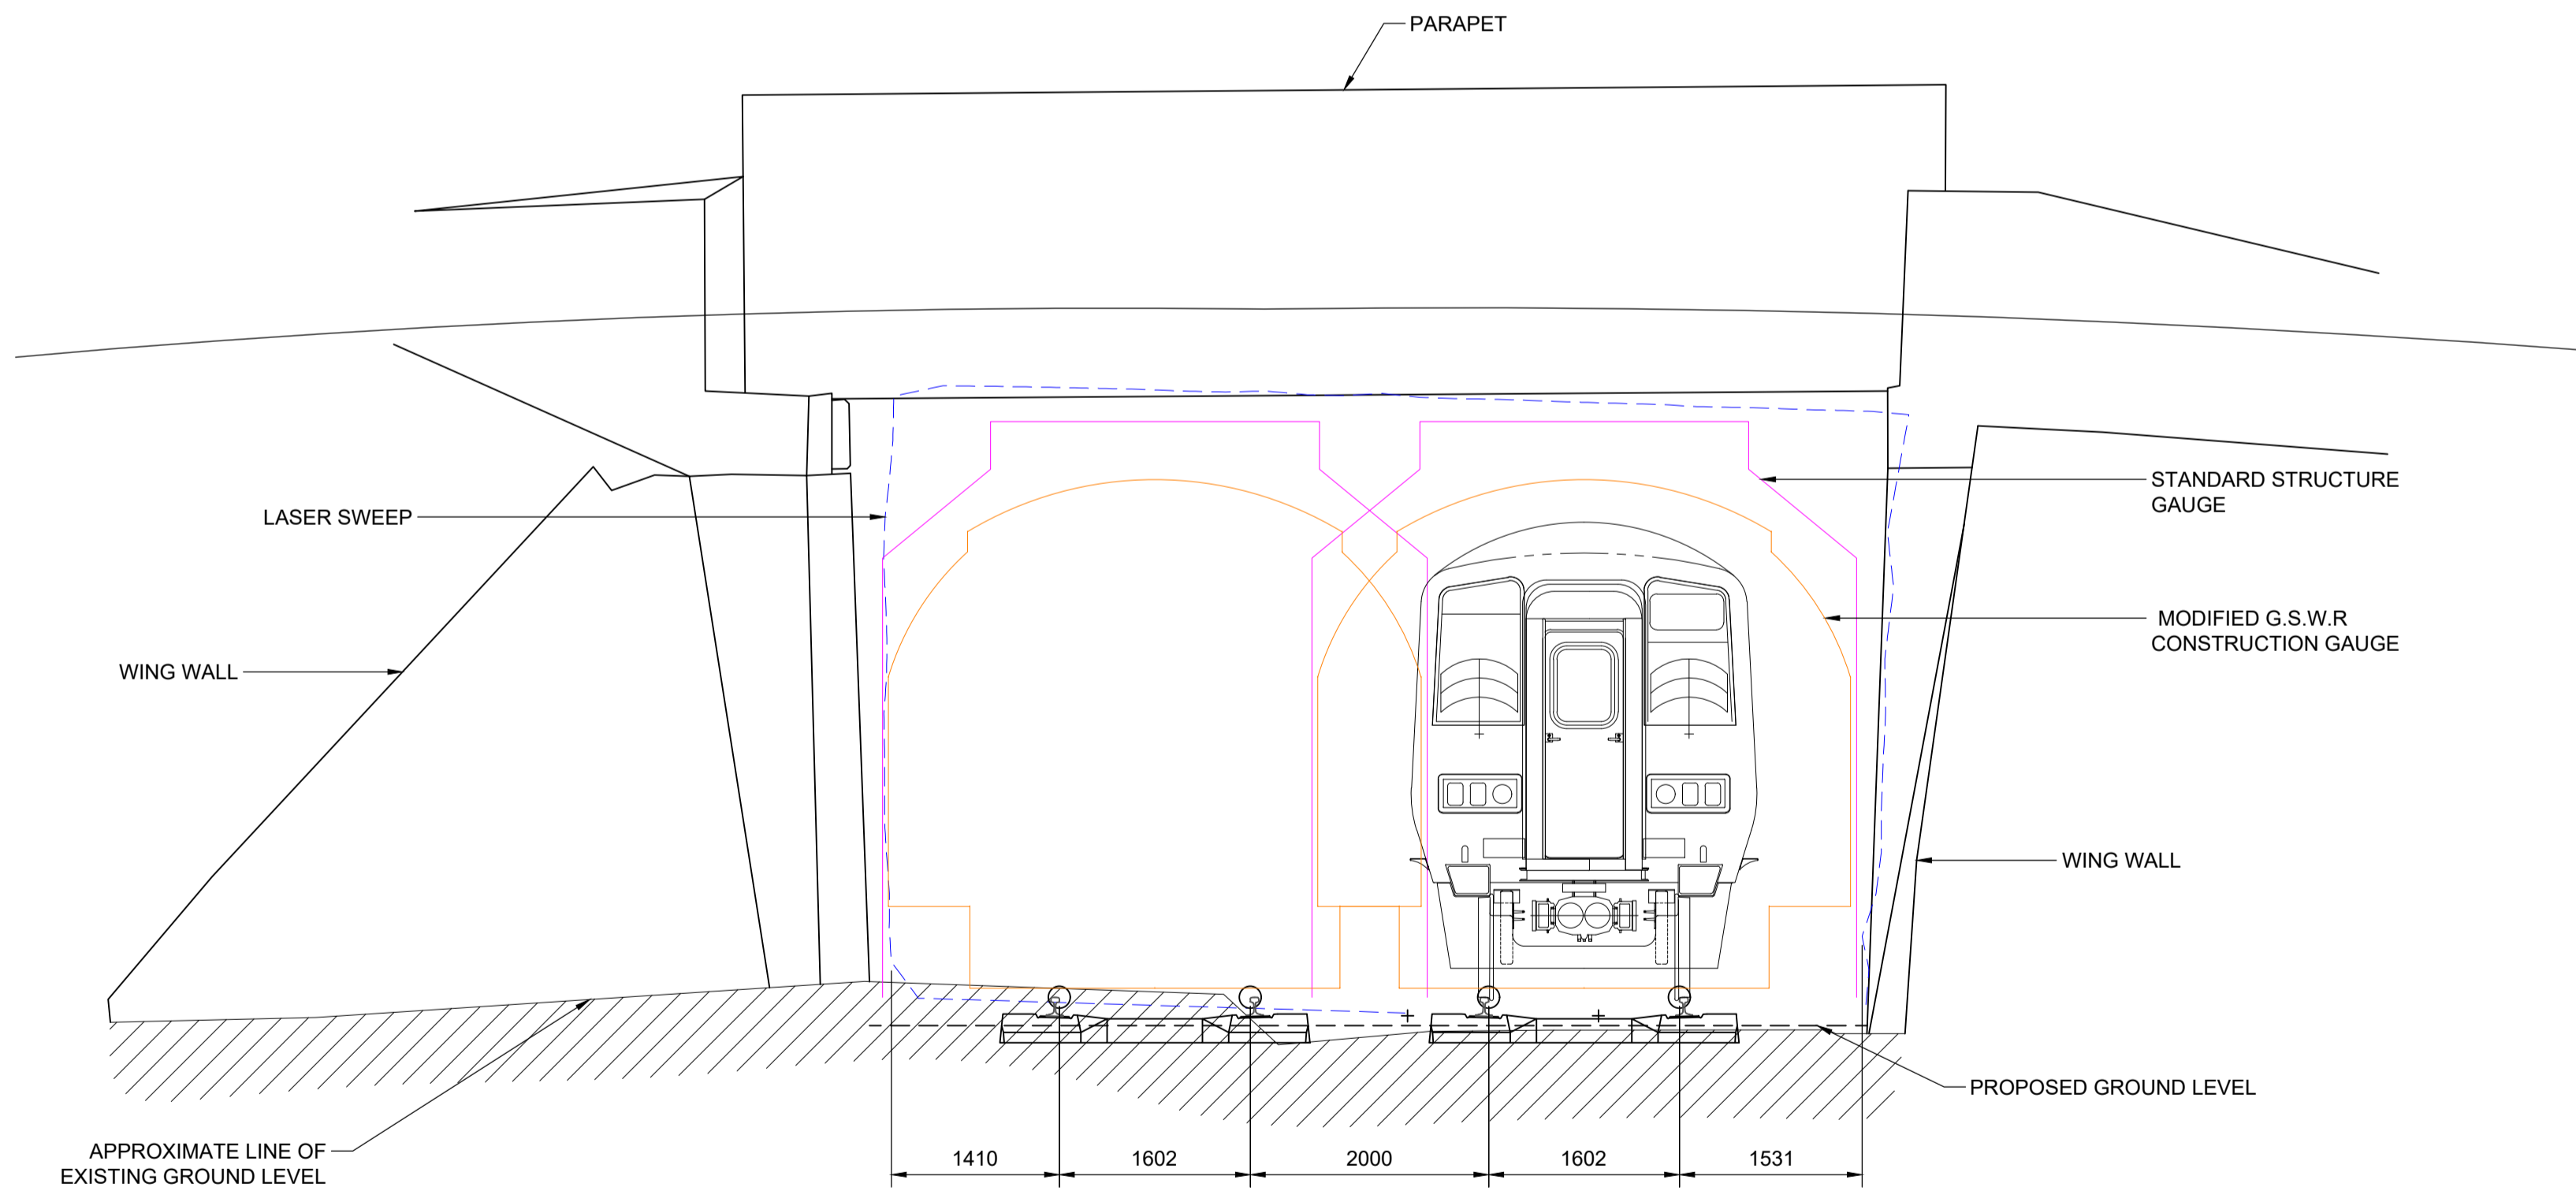 PARAPET
STANDARD STRUCTURE
GAUGE
LASER SWEEP
MODIFIED G.S.W.R
CONSTRUCTION GAUGE
WING WALL
WING WALL
PROPOSED GROUND LEVEL
APPROXIMATE LINE OF
EXISTING GROUND LEVEL
1410
1602
2000
1602
1531